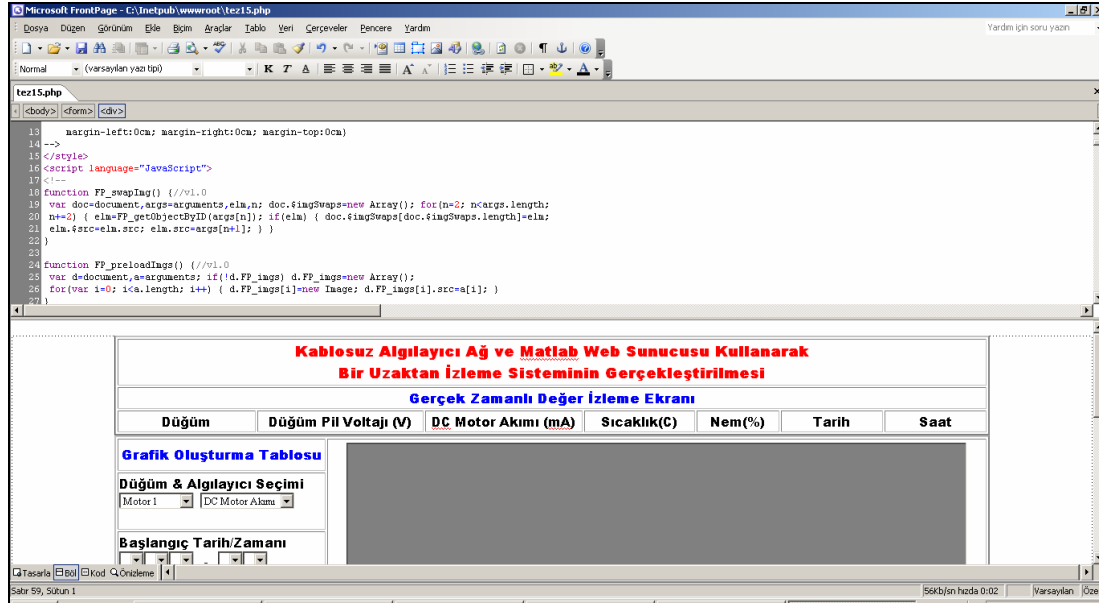 Microsoft FrontPage - C:\Inetpub\wwwroot\tez15.php
Dosya Düzen Görünüm Ekle Biçim Araçlar Tablo Veri Çerçeveler Pencere Yardım Yardım için soru yazın
Normal (varsayılan yazı tipi) K T A
tez15.php
<body> <form> <div>
13 margin-left:0cm; margin-right:0cm; margin-top:0cm)
14 -->
15 </style>
16 <script language="JavaScript">
17 <!--
18 function FP_swapImg() {//v1.0
19 var doc=document,args=arguments,elm,n; doc.$imgSwaps=new Array(); for(n=2; n<args.length;
20 n+=2) { elm=FP_getObjectByID(args[n]); if(elm) { doc.$imgSwaps[doc.$imgSwaps.length]=elm;
21 elm.$src=elm.src; elm.src=args[n+1]; } }
22 }
23
24 function FP_preloadImgs() {//v1.0
25 var d=document,a=arguments; if(!d.FP_imgs) d.FP_imgs=new Array();
26 for(var i=0; i<a.length; i++) { d.FP_imgs[i]=new Image; d.FP_imgs[i].src=a[i]; }
27 }
Kablosuz Algılayıcı Ağ ve Matlab Web Sunucusu Kullanarak
Bir Uzaktan İzleme Sisteminin Gerçekleştirilmesi
Gerçek Zamanlı Değer İzleme Ekranı
Düğüm Düğüm Pil Voltajı (V) DC Motor Akımı (mA) Sıcaklık(C) Nem(%) Tarih Saat
Grafik Oluşturma Tablosu
Düğüm & Algılayıcı Seçimi
Motor 1 DC Motor Akımı
Başlangıç Tarih/Zamanı
-
Tasarla Böl Kod Önizleme
Satır 59, Sütun 1 56Kb/sn hızda 0:02 Varsayılan Öze